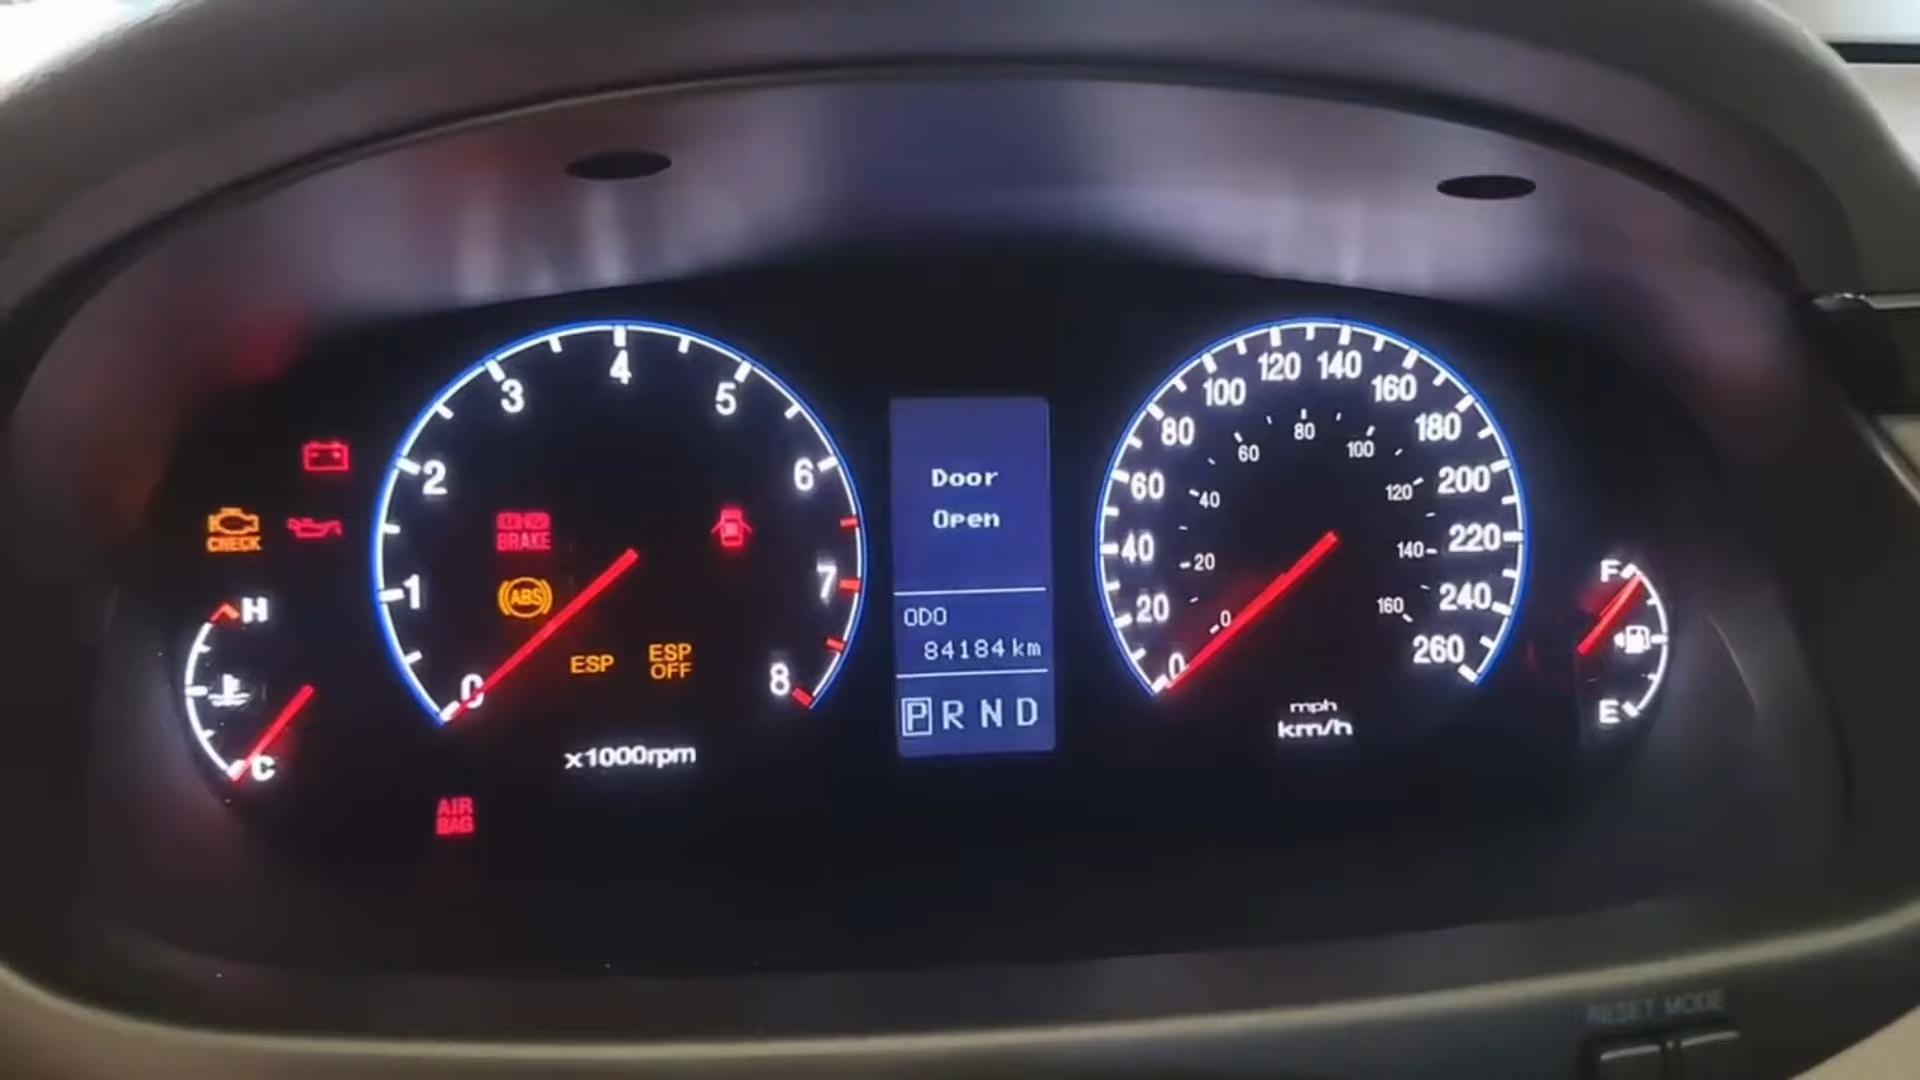 CHECK
H
C
0
1
2
3
4
5
6
7
8
BRAKE
ABS
ESP
ESP
OFF
x1000rpm
AIR
BAG
Door
Open
ODO
84184 km
P R N D
0
20
40
60
80
100
120
140
160
180
200
220
240
260
0
20
40
60
80
100
120
140
160
mph
km/h
F
E
RESET MODE